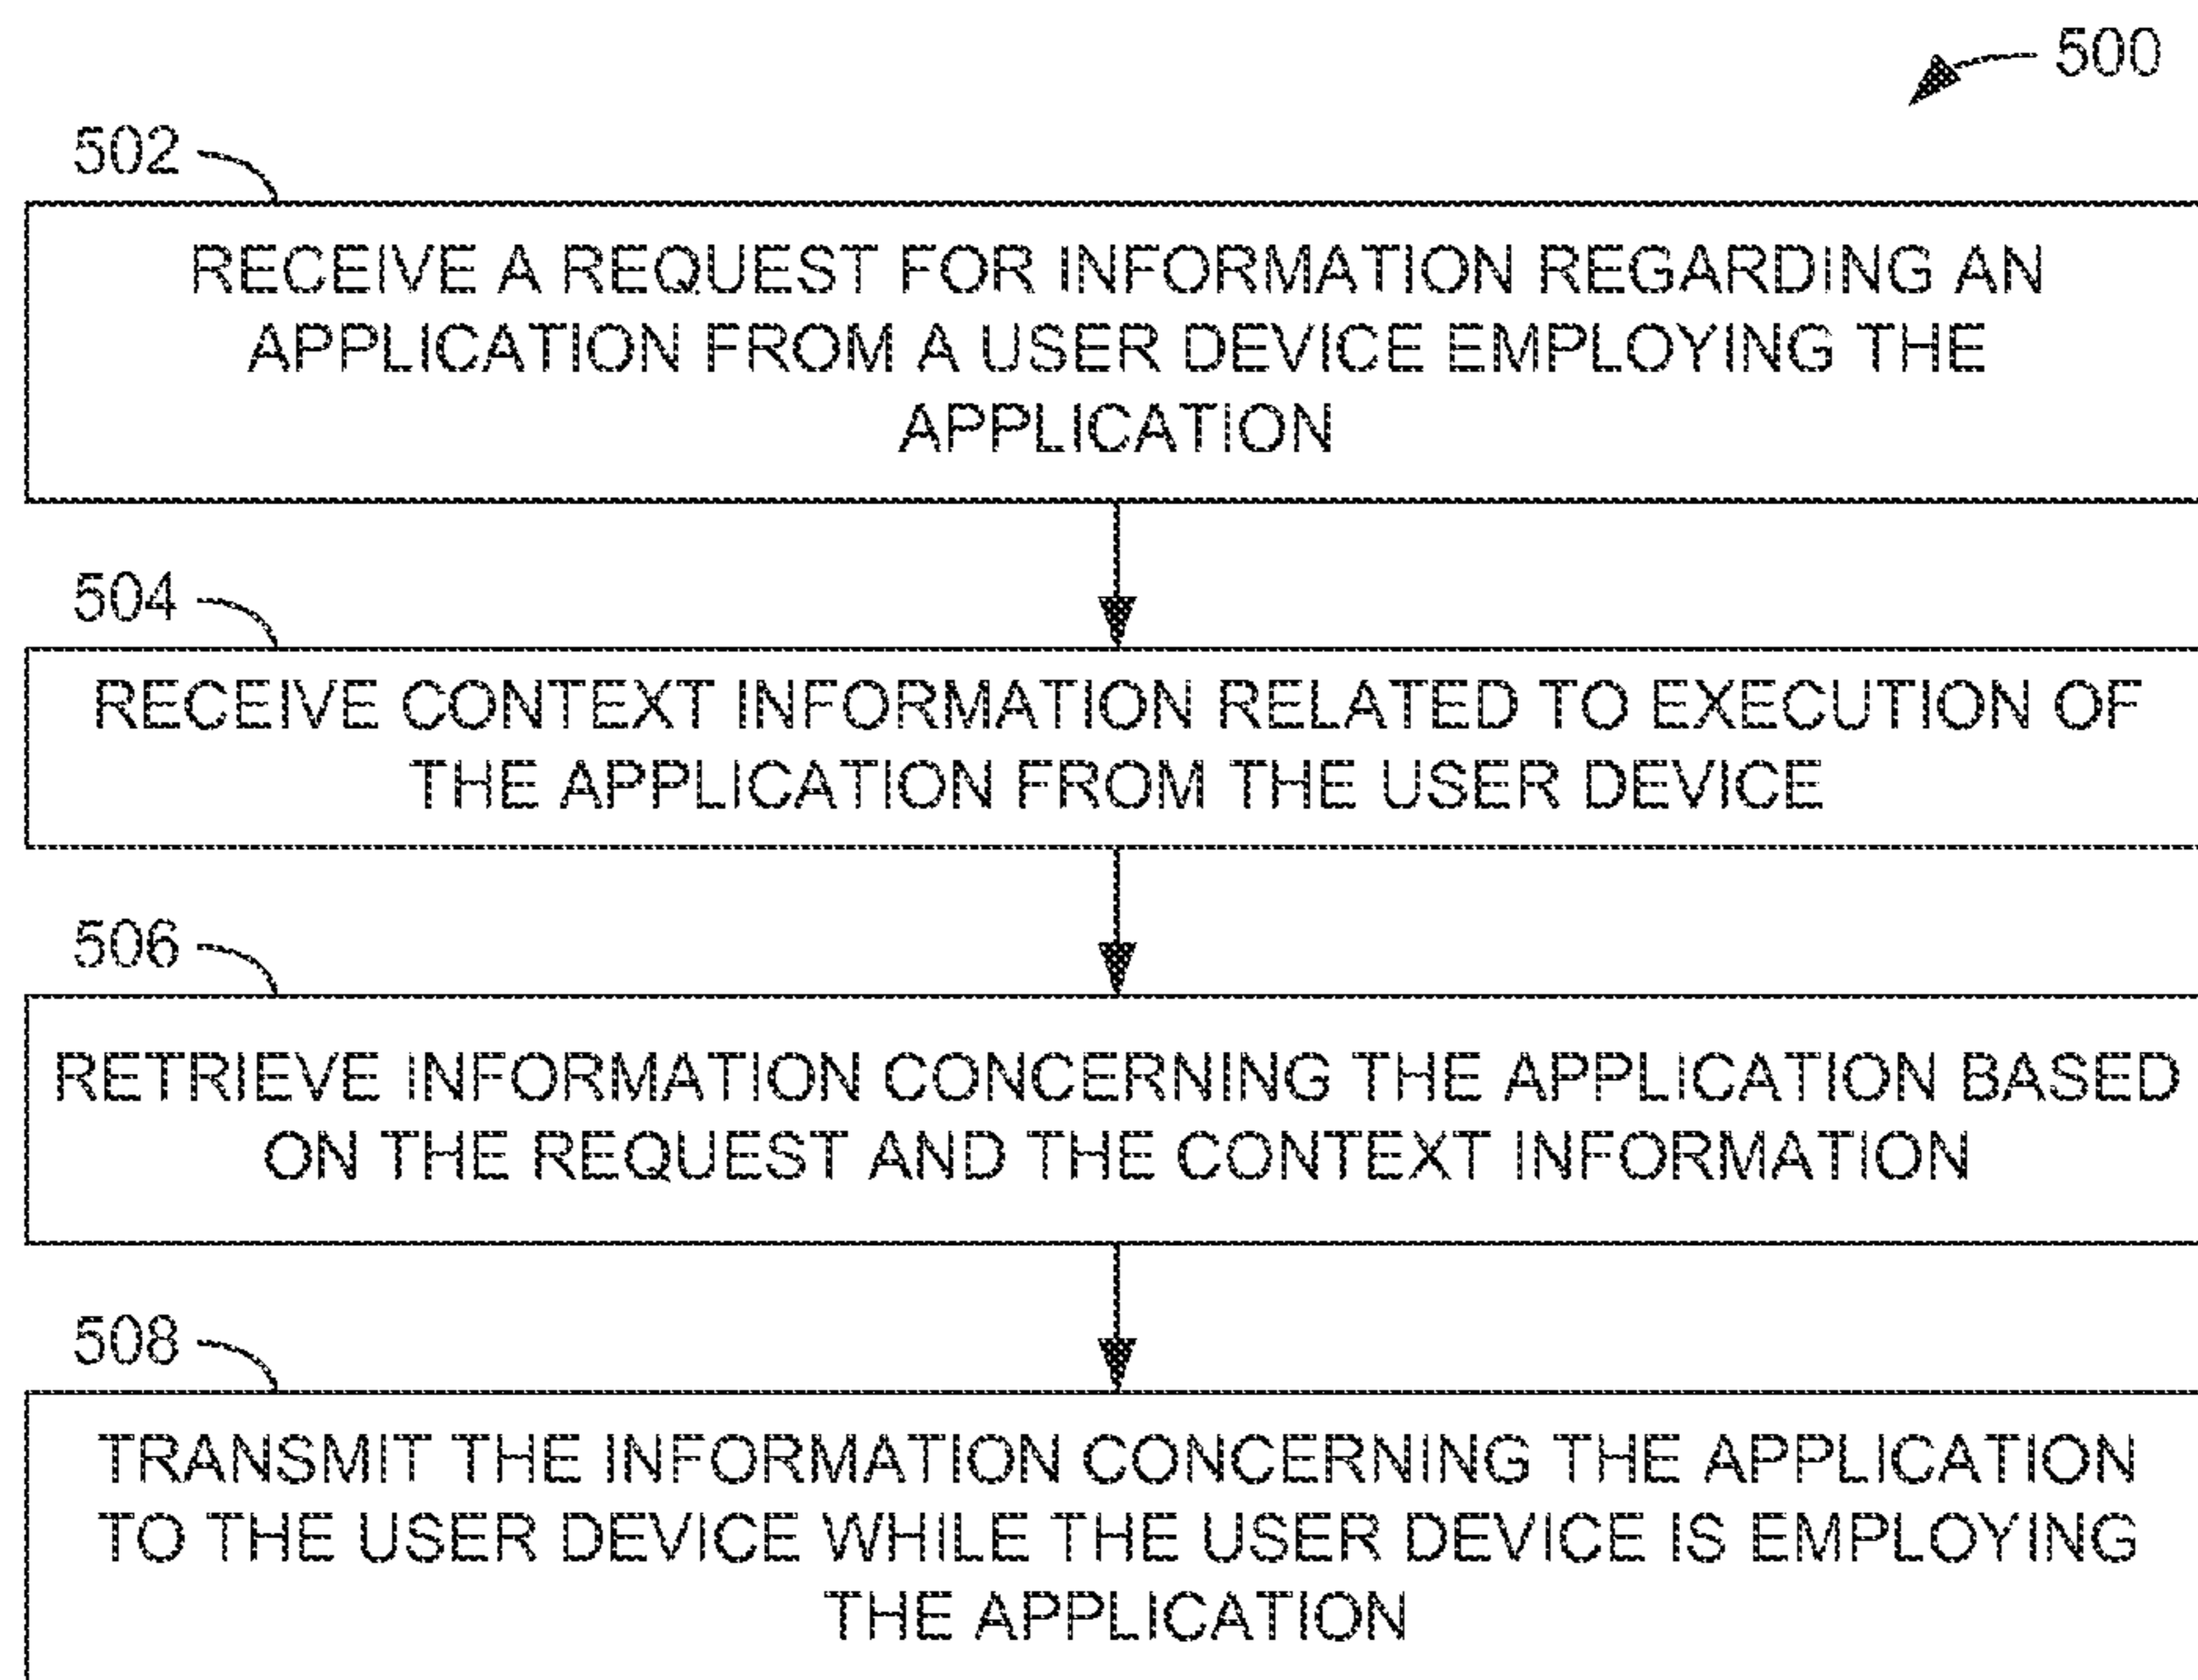 500
502
RECEIVE A REQUEST FOR INFORMATION REGARDING AN
APPLICATION FROM A USER DEVICE EMPLOYING THE
APPLICATION
504
RECEIVE CONTEXT INFORMATION RELATED TO EXECUTION OF
THE APPLICATION FROM THE USER DEVICE
506
RETRIEVE INFORMATION CONCERNING THE APPLICATION BASED
ON THE REQUEST AND THE CONTEXT INFORMATION
508
TRANSMIT THE INFORMATION CONCERNING THE APPLICATION
TO THE USER DEVICE WHILE THE USER DEVICE IS EMPLOYING
THE APPLICATION